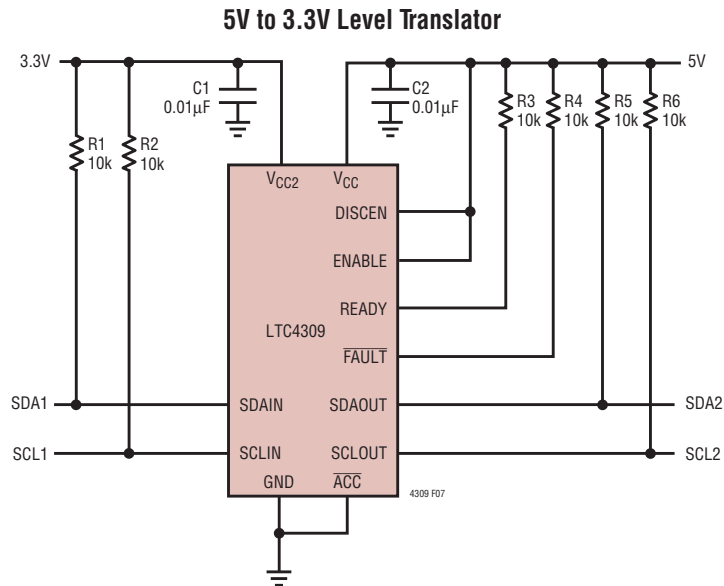 5V to 3.3V Level Translator
3.3V
5V
C1
0.01µF
C2
0.01µF
R1
10k
R2
10k
R3
10k
R4
10k
R5
10k
R6
10k
VCC2
VCC
DISCEN
ENABLE
READY
LTC4309
FAULT
SDA1
SDAIN
SDAOUT
SDA2
SCL1
SCLIN
SCLOUT
SCL2
GND
ACC
4309 F07